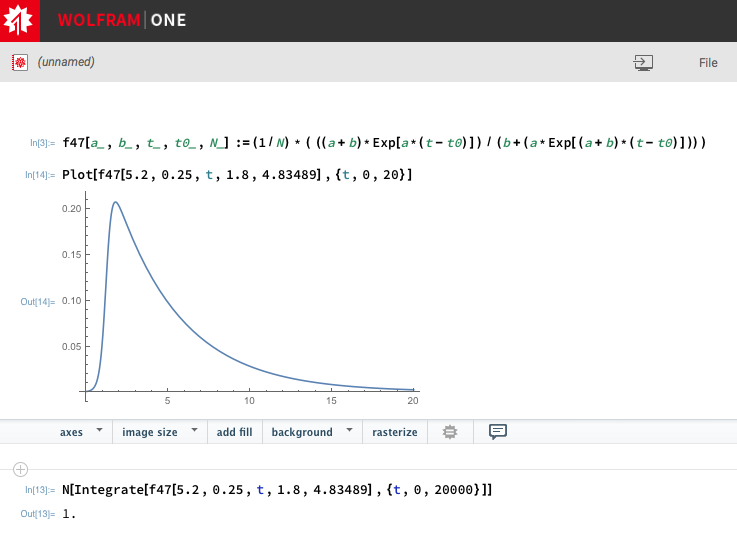 WOLFRAM|ONE
(unnamed)
File
In[3]:= f47[a_, b_, t_, t0_, N_] :=(1/N)*(((a+b)*Exp[a*(t-t0)])/(b+(a*Exp[(a+b)*(t-t0)])))
In[14]:= Plot[f47[5.2, 0.25, t, 1.8, 4.83489], {t, 0, 20}]
0.20
0.15
Out[14]= 0.10
0.05
5 10 15 20
axes image size add fill background rasterize
In[13]:= N[Integrate[f47[5.2, 0.25, t, 1.8, 4.83489], {t, 0, 20000}]]
Out[13]= 1.